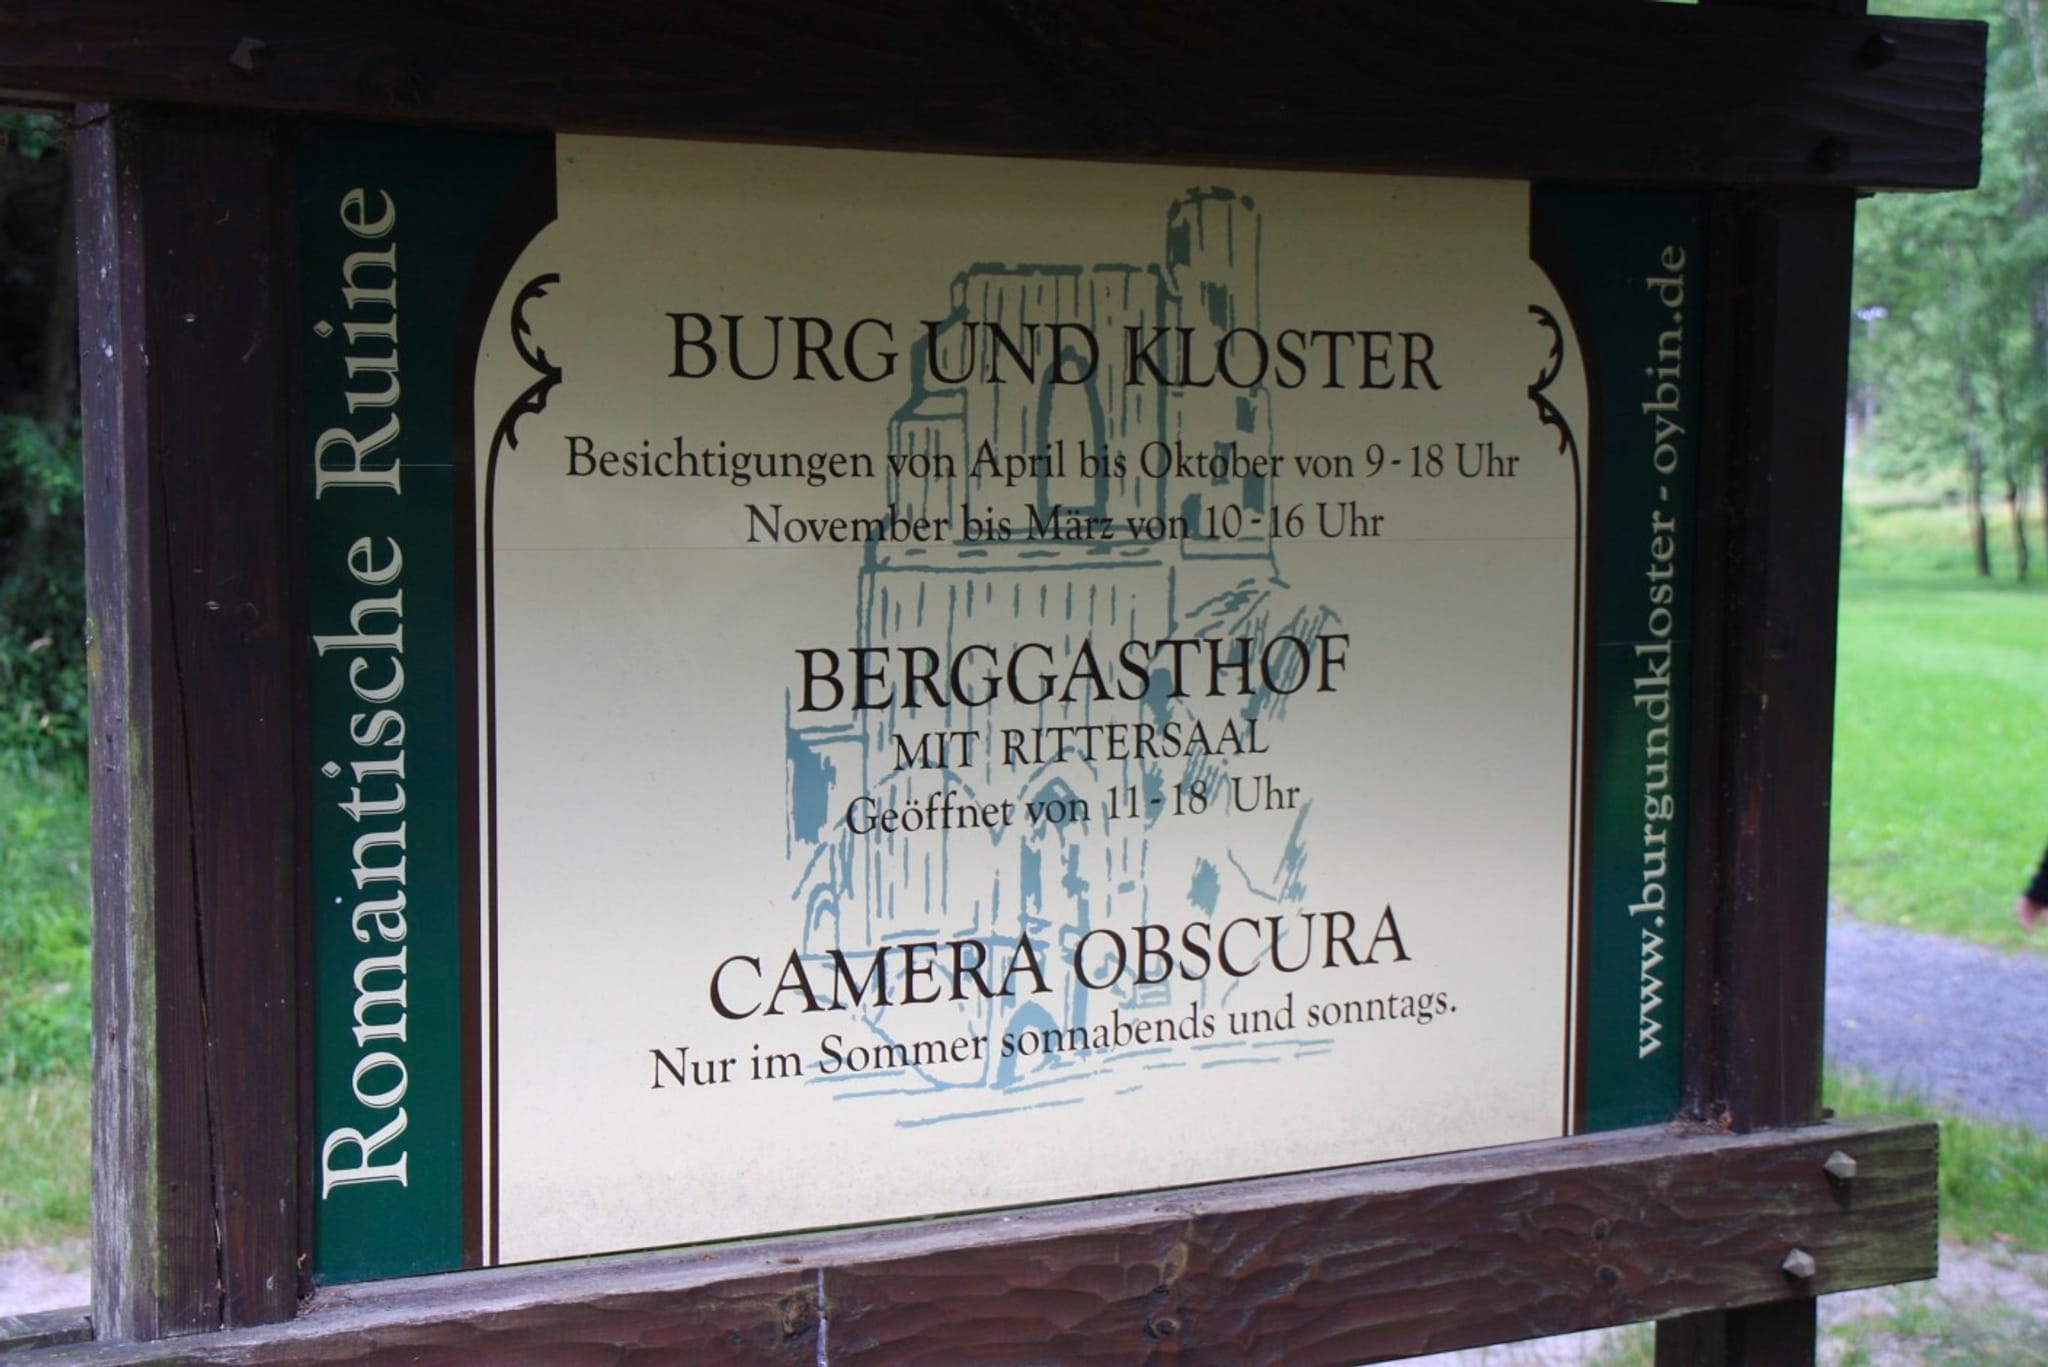 Romantische Ruine
BURG UND KLOSTER
Besichtigungen von April bis Oktober von 9 - 18 Uhr
November bis März von 10 - 16 Uhr
BERGGASTHOF
MIT RITTERSAAL
Geöffnet von 11 - 18 Uhr
CAMERA OBSCURA
Nur im Sommer sonnabends und sonntags.
www.burgundkloster-oybin.de